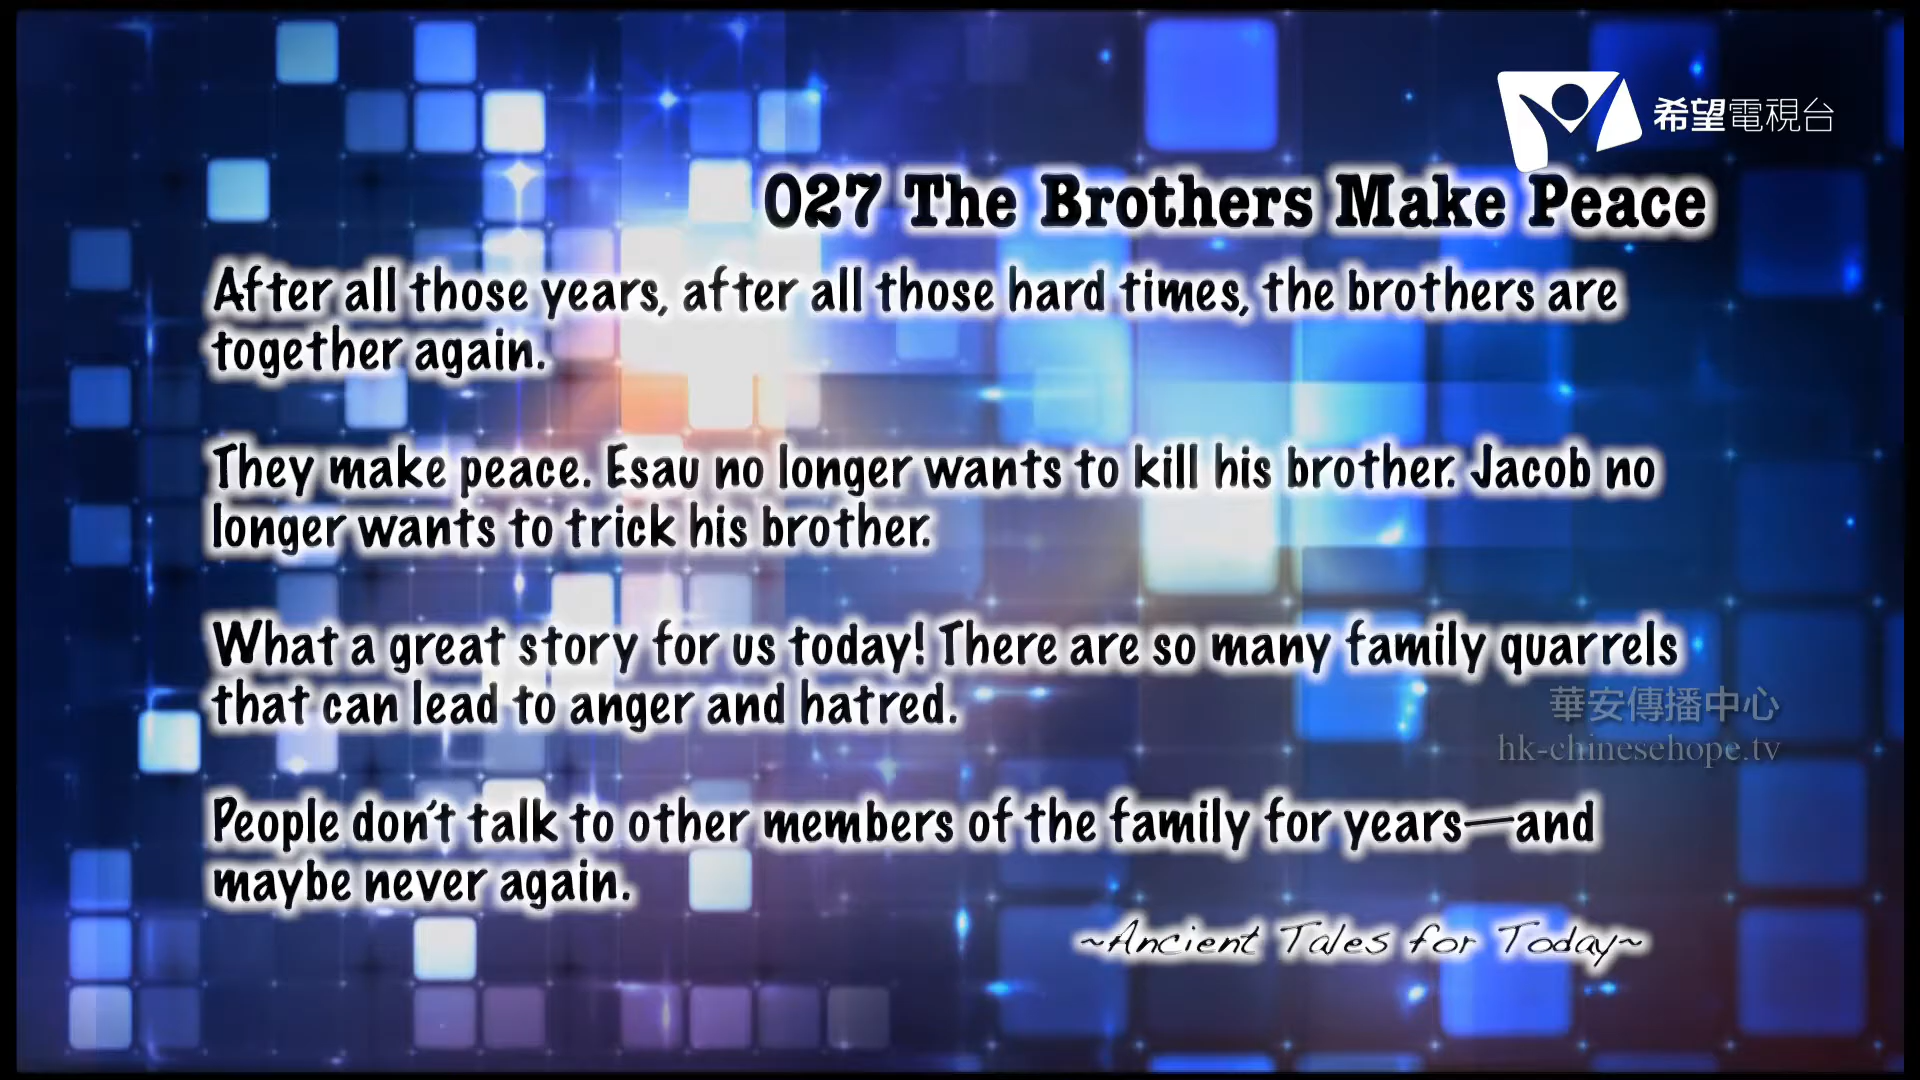 希望電視台
027 The Brothers Make Peace
After all those years, after all those hard times, the brothers are
together again.
They make peace. Esau no longer wants to kill his brother. Jacob no
longer wants to trick his brother.
What a great story for us today! There are so many family quarrels
that can lead to anger and hatred.
華安傳播中心
hk-chinesehope.tv
People don't talk to other members of the family for years—and
maybe never again.
~Ancient Tales for Today~